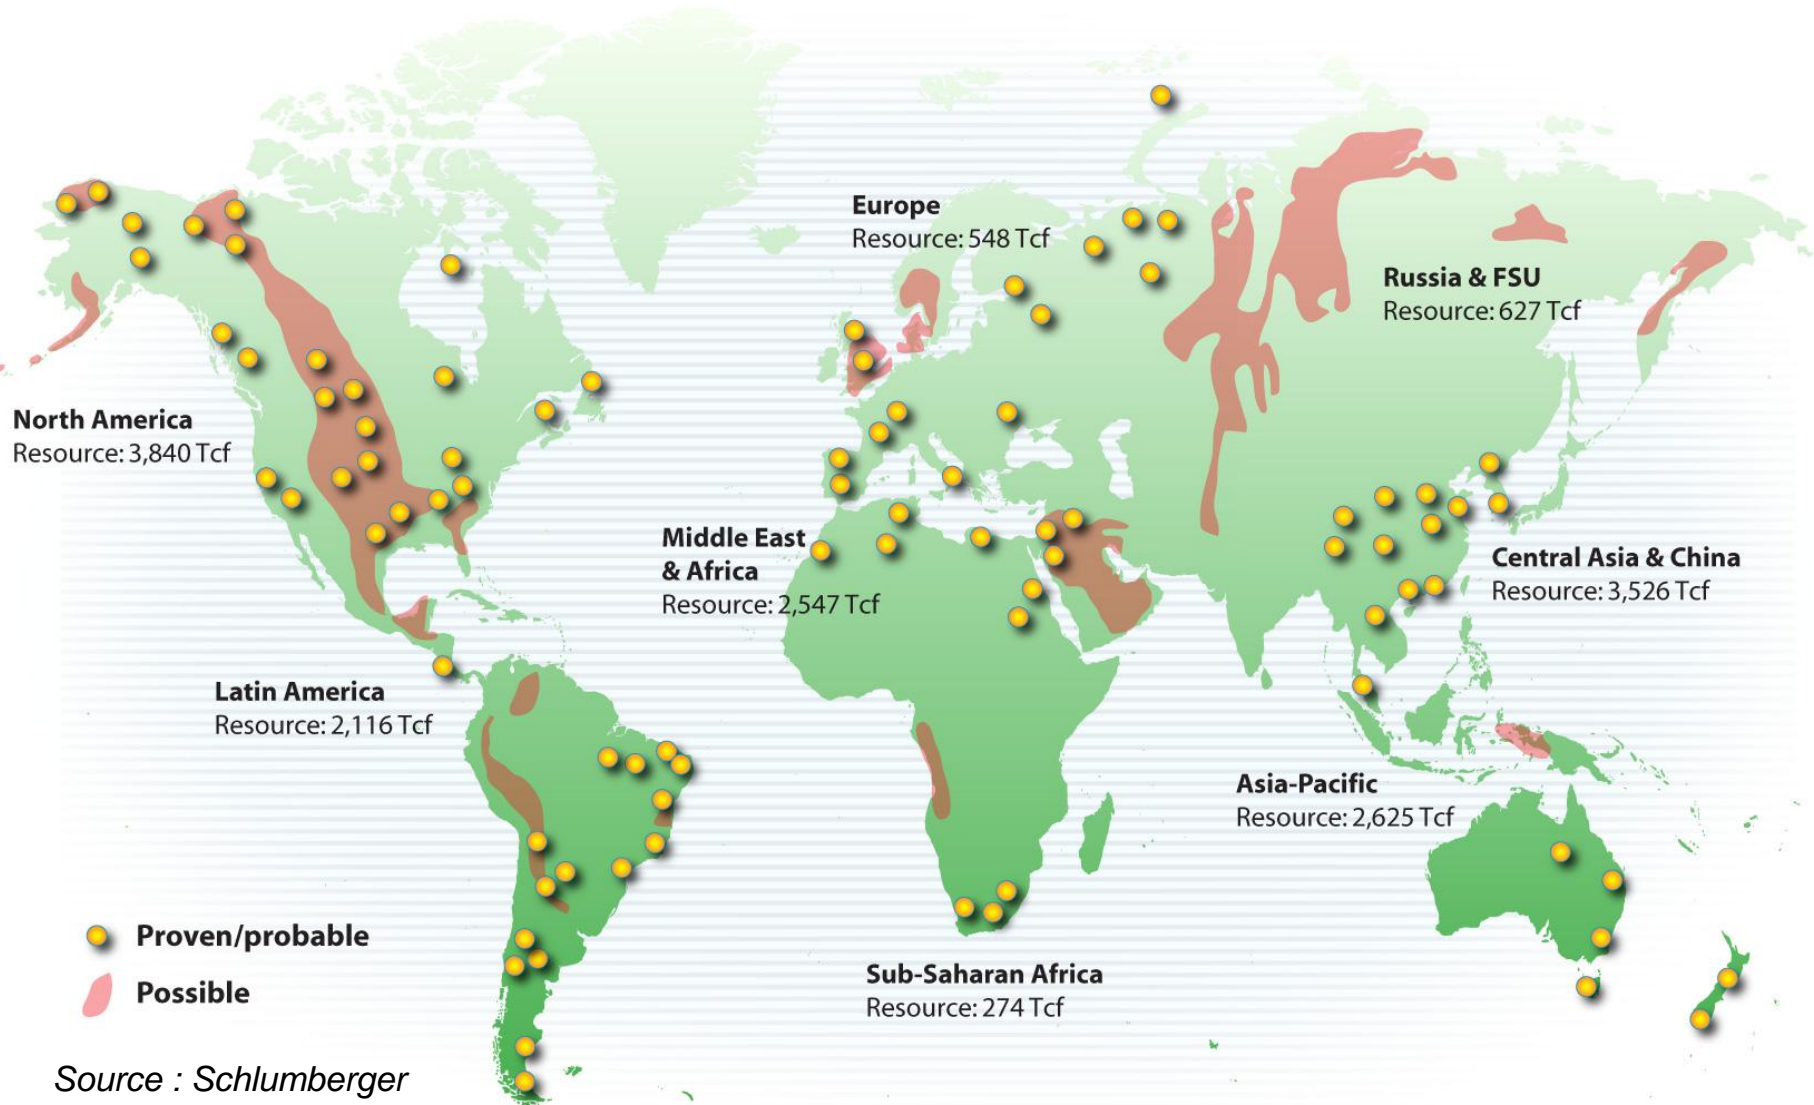 Europe
Resource: 548 Tcf
Russia & FSU
Resource: 627 Tcf
North America
Resource: 3,840 Tcf
Middle East
& Africa
Resource: 2,547 Tcf
Central Asia & China
Resource: 3,526 Tcf
Latin America
Resource: 2,116 Tcf
Asia-Pacific
Resource: 2,625 Tcf
Sub-Saharan Africa
Resource: 274 Tcf
Proven/probable
Possible
Source : Schlumberger